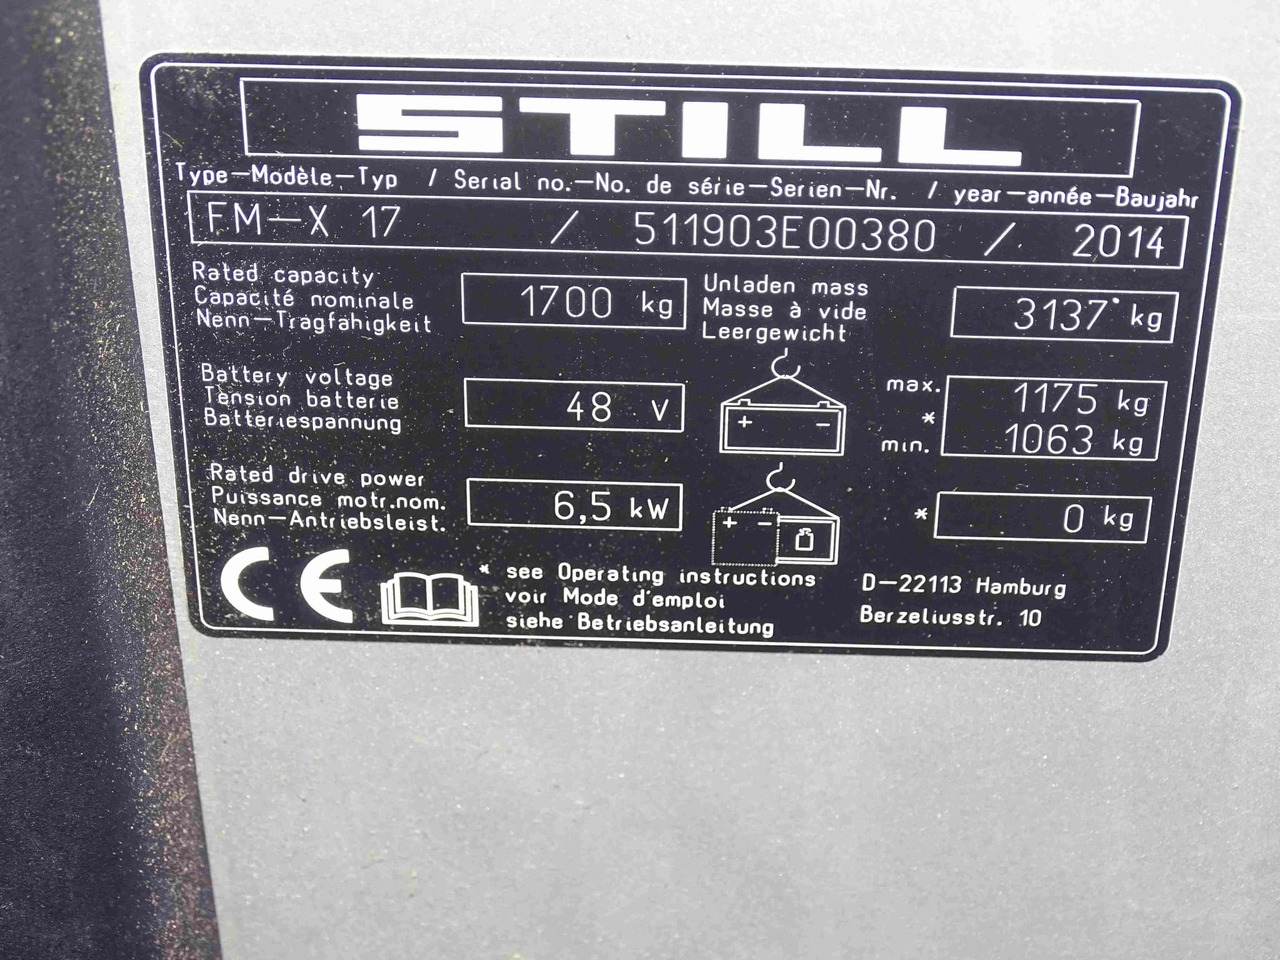 STILL
Type-Modèle-Typ / Serial no.-No. de série-Serien-Nr. / year-année-Baujahr
FM-X 17 / 511903E00380 / 2014
Rated capacity
Capacité nominale
Nenn-Tragfähigkeit
1700 kg
Unladen mass
Masse à vide
Leergewicht
3137 kg
Battery voltage
Tension batterie
Batteriespannung
48 V
+ -
max. 1175 kg
*
min. 1063 kg
Rated drive power
Puissance motr.nom.
Nenn-Antriebsleist.
6,5 kW
+ -
* 0 kg
CE
* see Operating instructions
voir Mode d'emploi
siehe Betriebsanleitung
D-22113 Hamburg
Berzeliusstr. 10